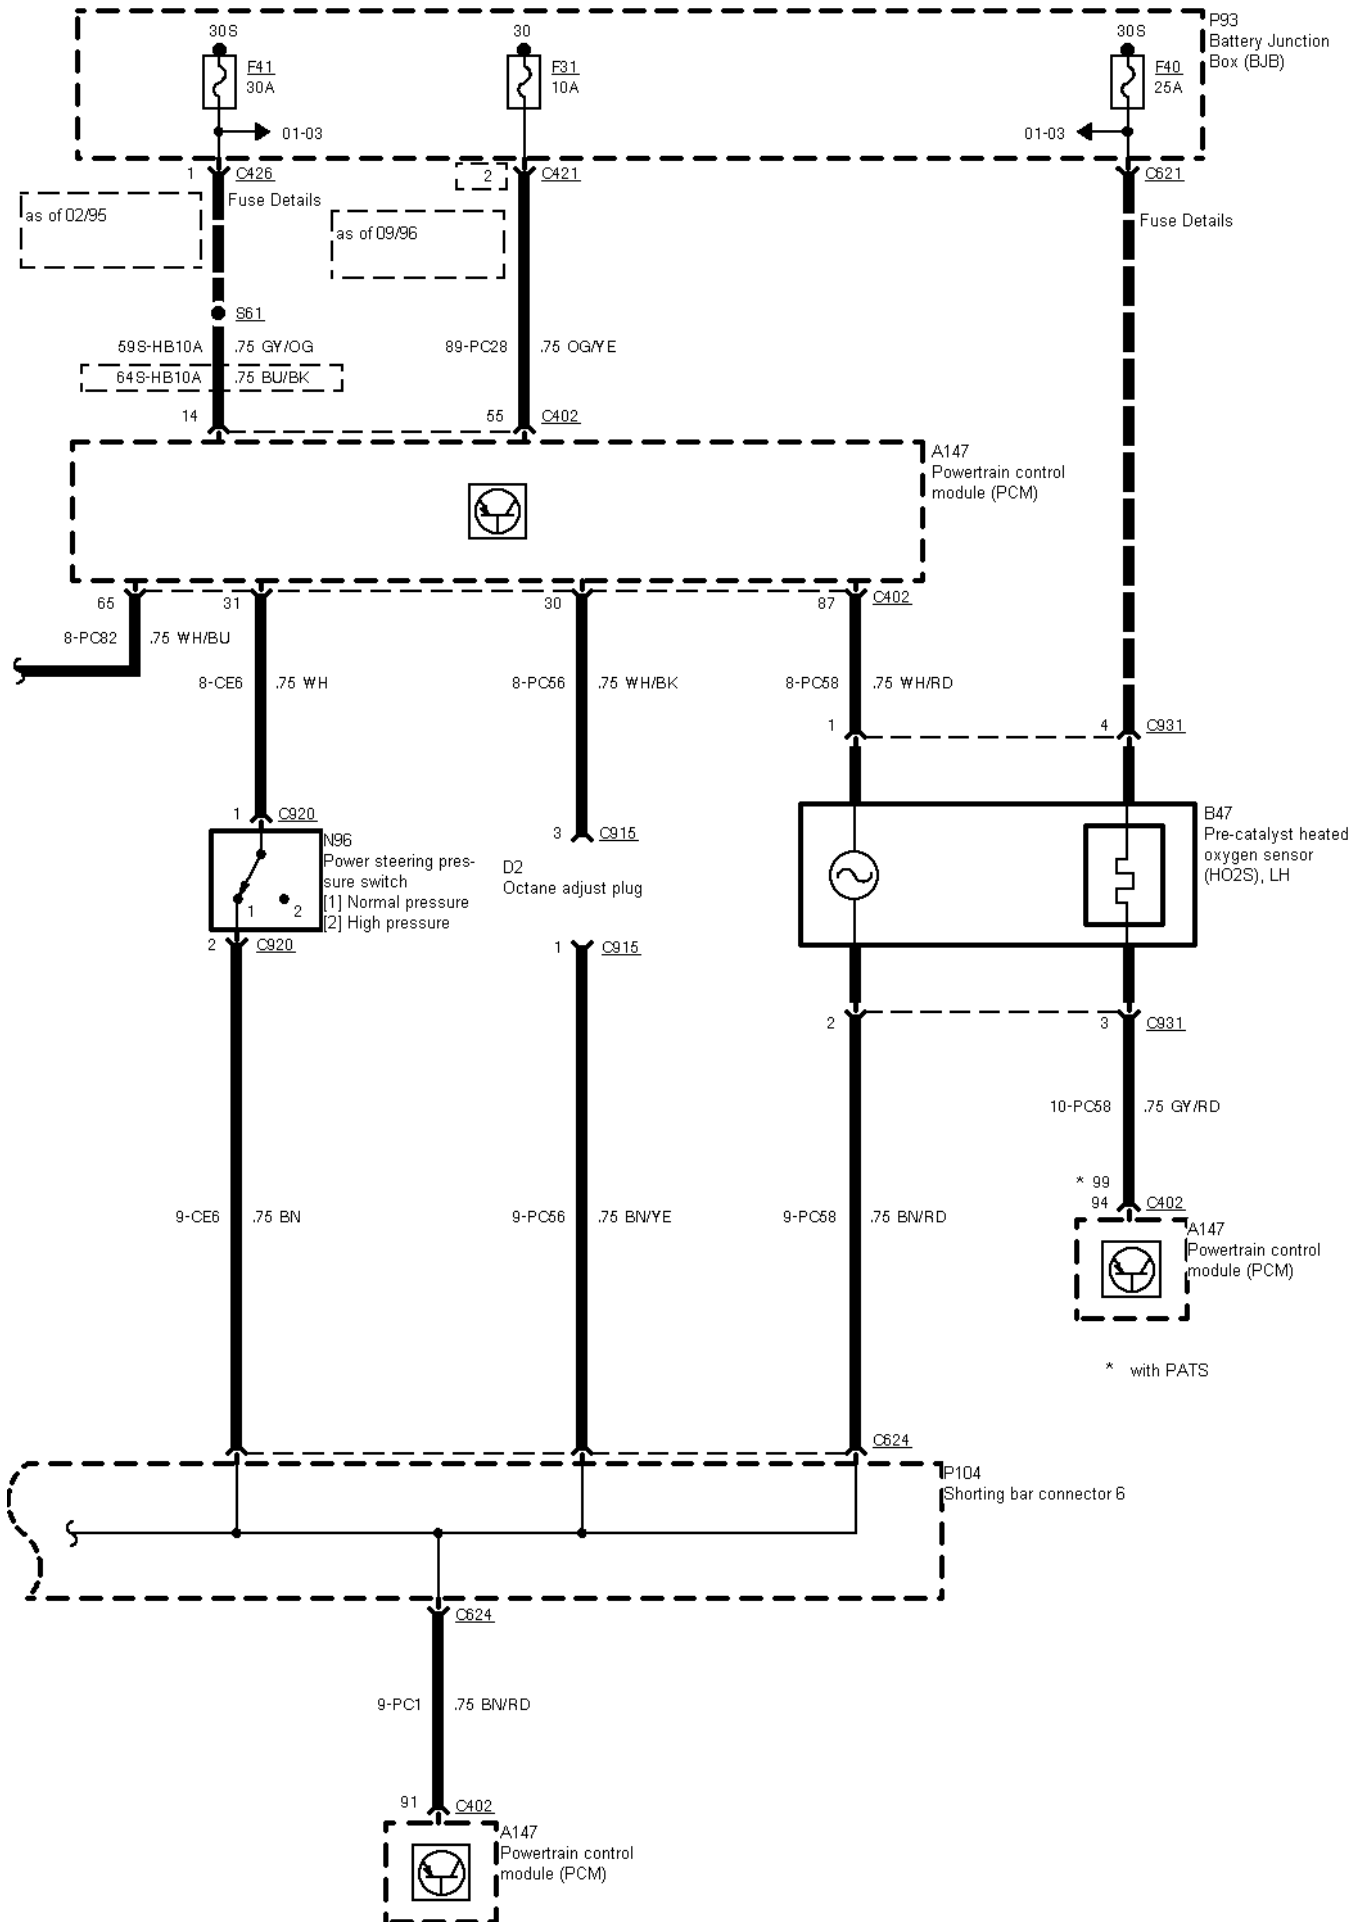 30S
30
30S
P93
Battery Junction
Box (BJB)
F41
30A
F31
10A
F40
25A
01-03
01-03
1
C426
2
C421
C621
Fuse Details
as of 02/95
as of 09/96
Fuse Details
S61
59S-HB10A
.75 GY/OG
89-PC28
.75 OG/YE
64S-HB10A
.75 BU/BK
14
55
C402
A147
Powertrain control
module (PCM)
65
31
30
87
C402
8-PC82
.75 WH/BU
8-CE6
.75 WH
8-PC56
.75 WH/BK
8-PC58
.75 WH/RD
1
4
C931
1
C920
3
C915
N96
Power steering pres-
sure switch
[1] Normal pressure
[2] High pressure
1
2
D2
Octane adjust plug
B47
Pre-catalyst heated
oxygen sensor
(HO2S), LH
2
C920
1
C915
2
3
C931
10-PC58
.75 GY/RD
* 99
94
C402
9-CE6
.75 BN
9-PC56
.75 BN/YE
9-PC58
.75 BN/RD
A147
Powertrain control
module (PCM)
* with PATS
C624
P104
Shorting bar connector 6
C624
9-PC1
.75 BN/RD
91
C402
A147
Powertrain control
module (PCM)